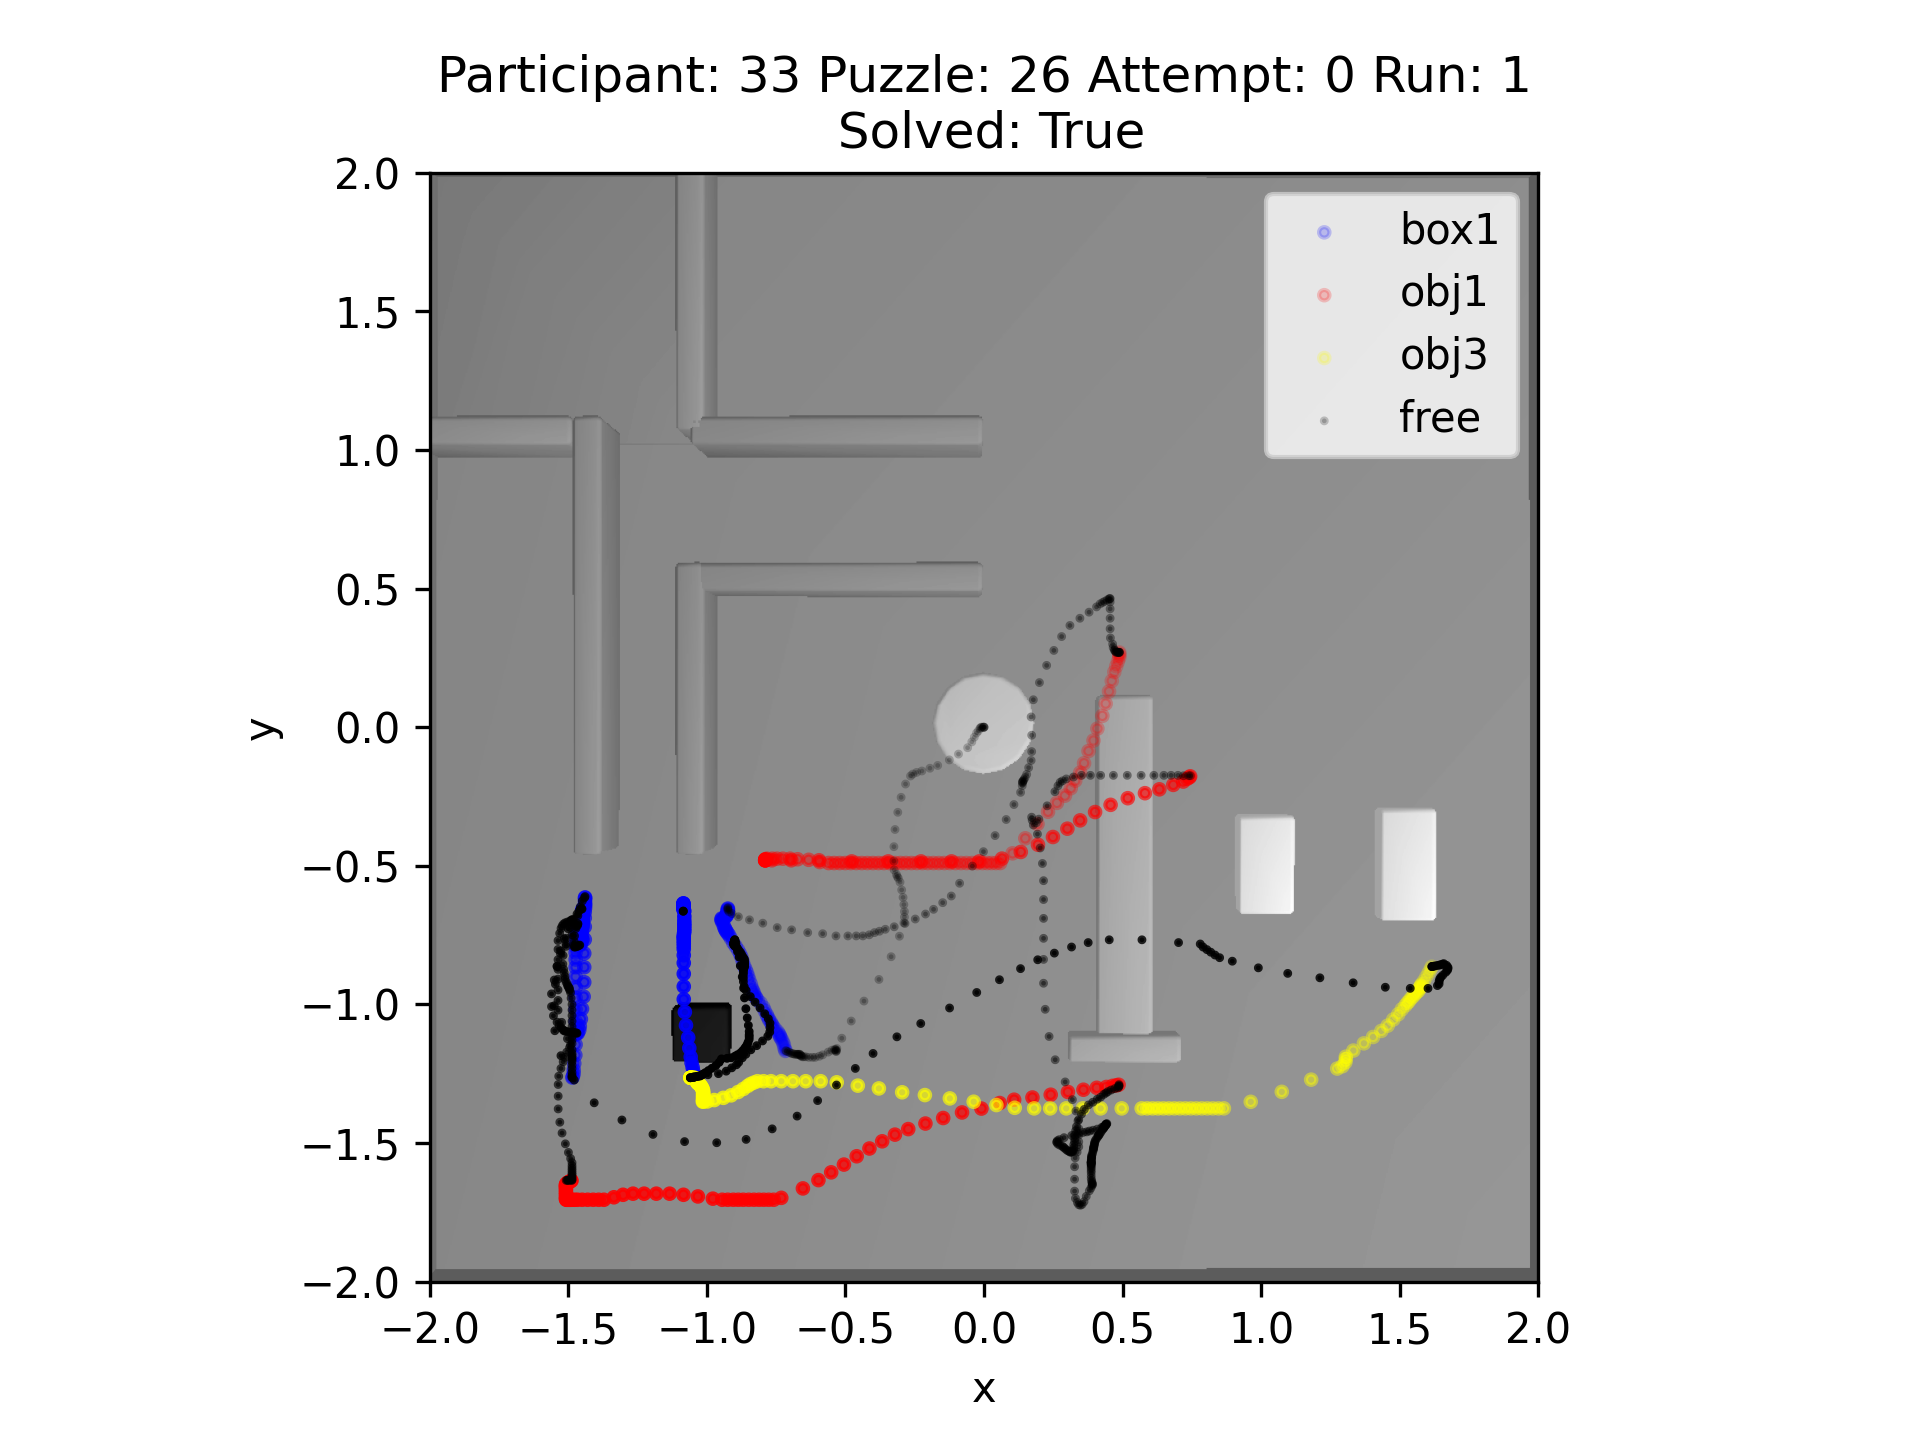 Participant: 33 Puzzle: 26 Attempt: 0 Run: 1
Solved: True
2.0
1.5
1.0
0.5
0.0
−0.5
−1.0
−1.5
−2.0
y
box1
obj1
obj3
free
−2.0 −1.5 −1.0 −0.5 0.0 0.5 1.0 1.5 2.0
x